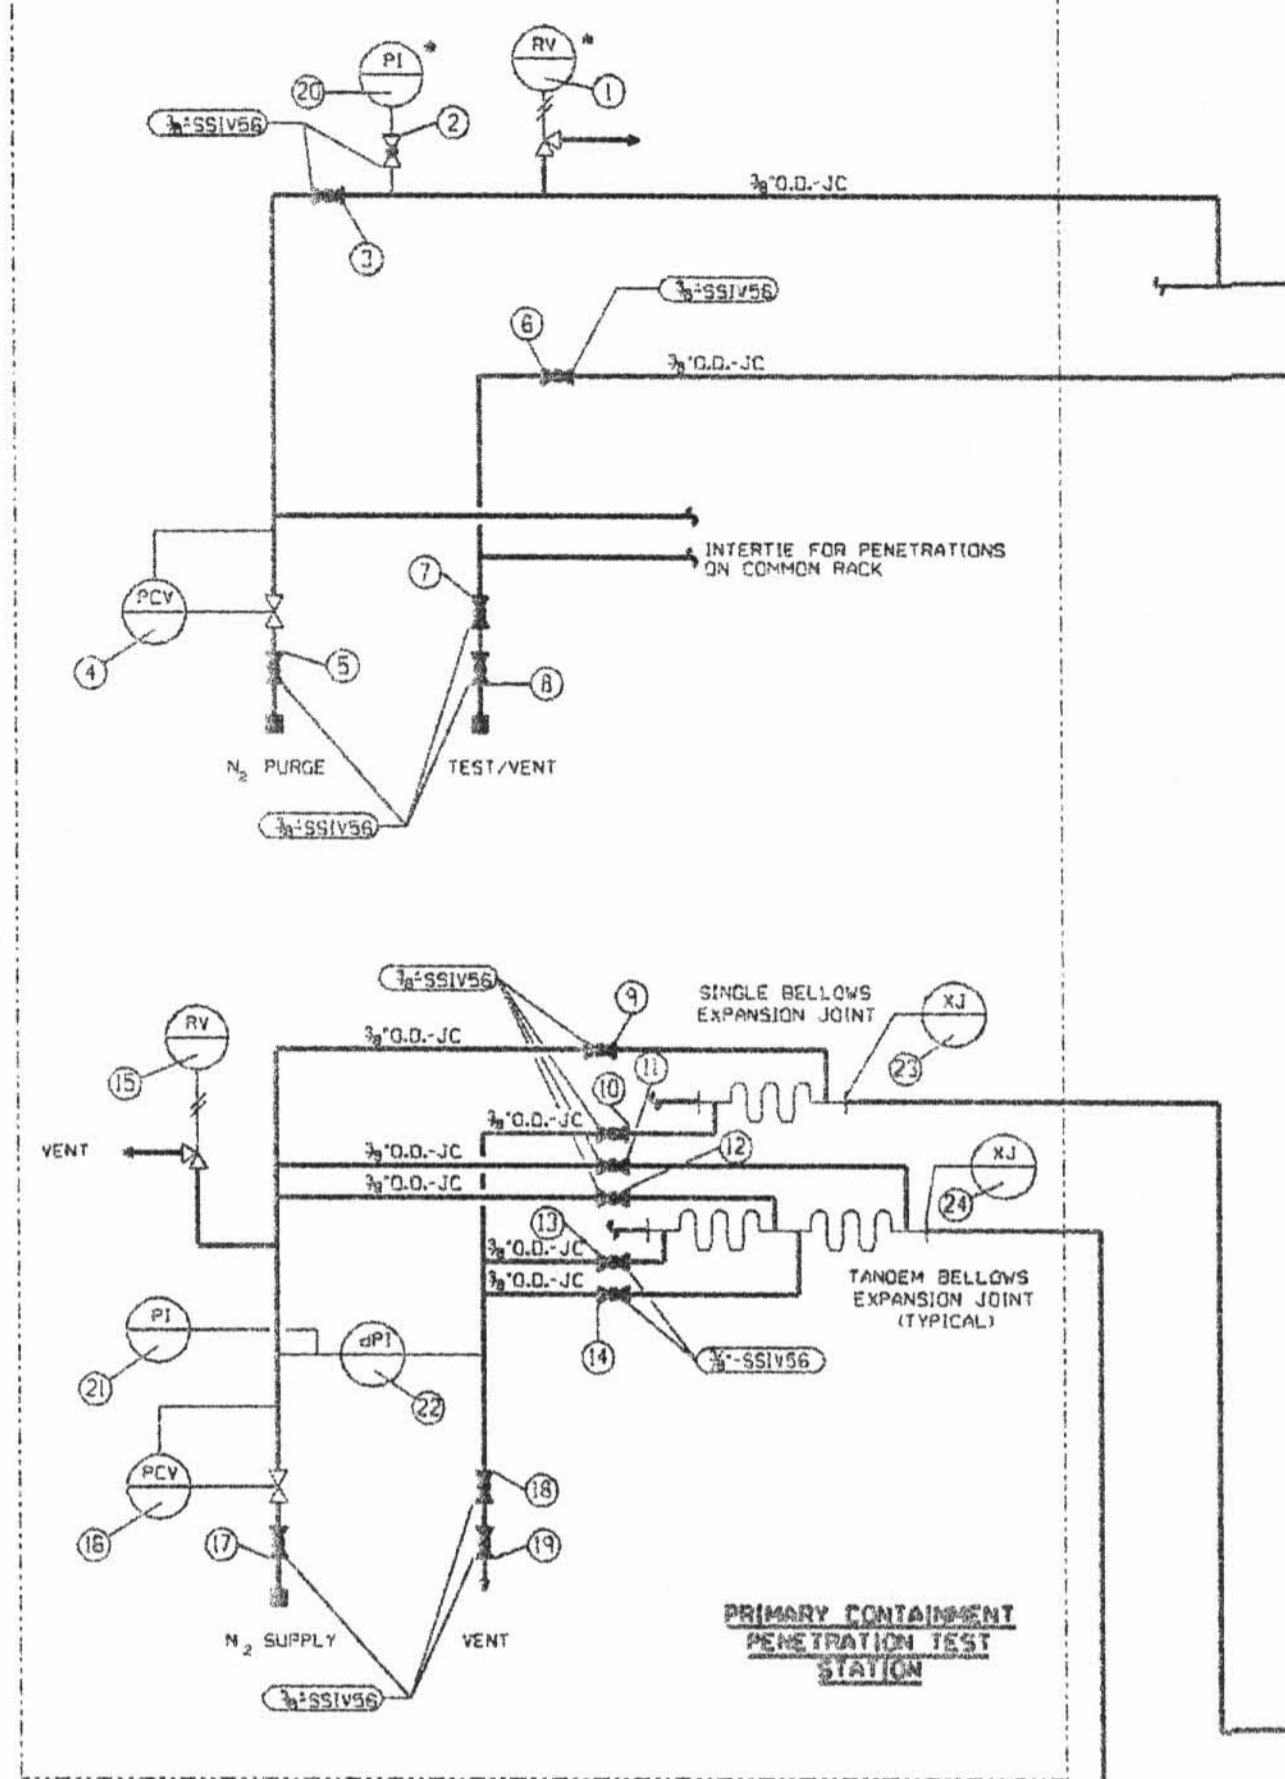 PI *
RV *
20
1
2
⅜"-SSIV56
⅜"O.D.-JC
3
⅜"-SSIV56
6
⅜"O.D.-JC
INTERTIE FOR PENETRATIONS
ON COMMON RACK
7
PCV
4
5
8
N₂ PURGE
TEST/VENT
⅜"-SSIV56
⅜"-SSIV56
9
SINGLE BELLOWS
EXPANSION JOINT
XJ
RV
⅜"O.D.-JC
15
11
23
10
⅜"O.D.-JC
VENT
⅜"O.D.-JC
12
XJ
⅜"O.D.-JC
24
13
⅜"O.D.-JC
⅜"O.D.-JC
TANDEM BELLOWS
EXPANSION JOINT
(TYPICAL)
PI
dPI
14
⅜"-SSIV56
21
22
PCV
18
16
17
19
N₂ SUPPLY
VENT
PRIMARY CONTAINMENT
PENETRATION TEST
STATION
⅜"-SSIV56